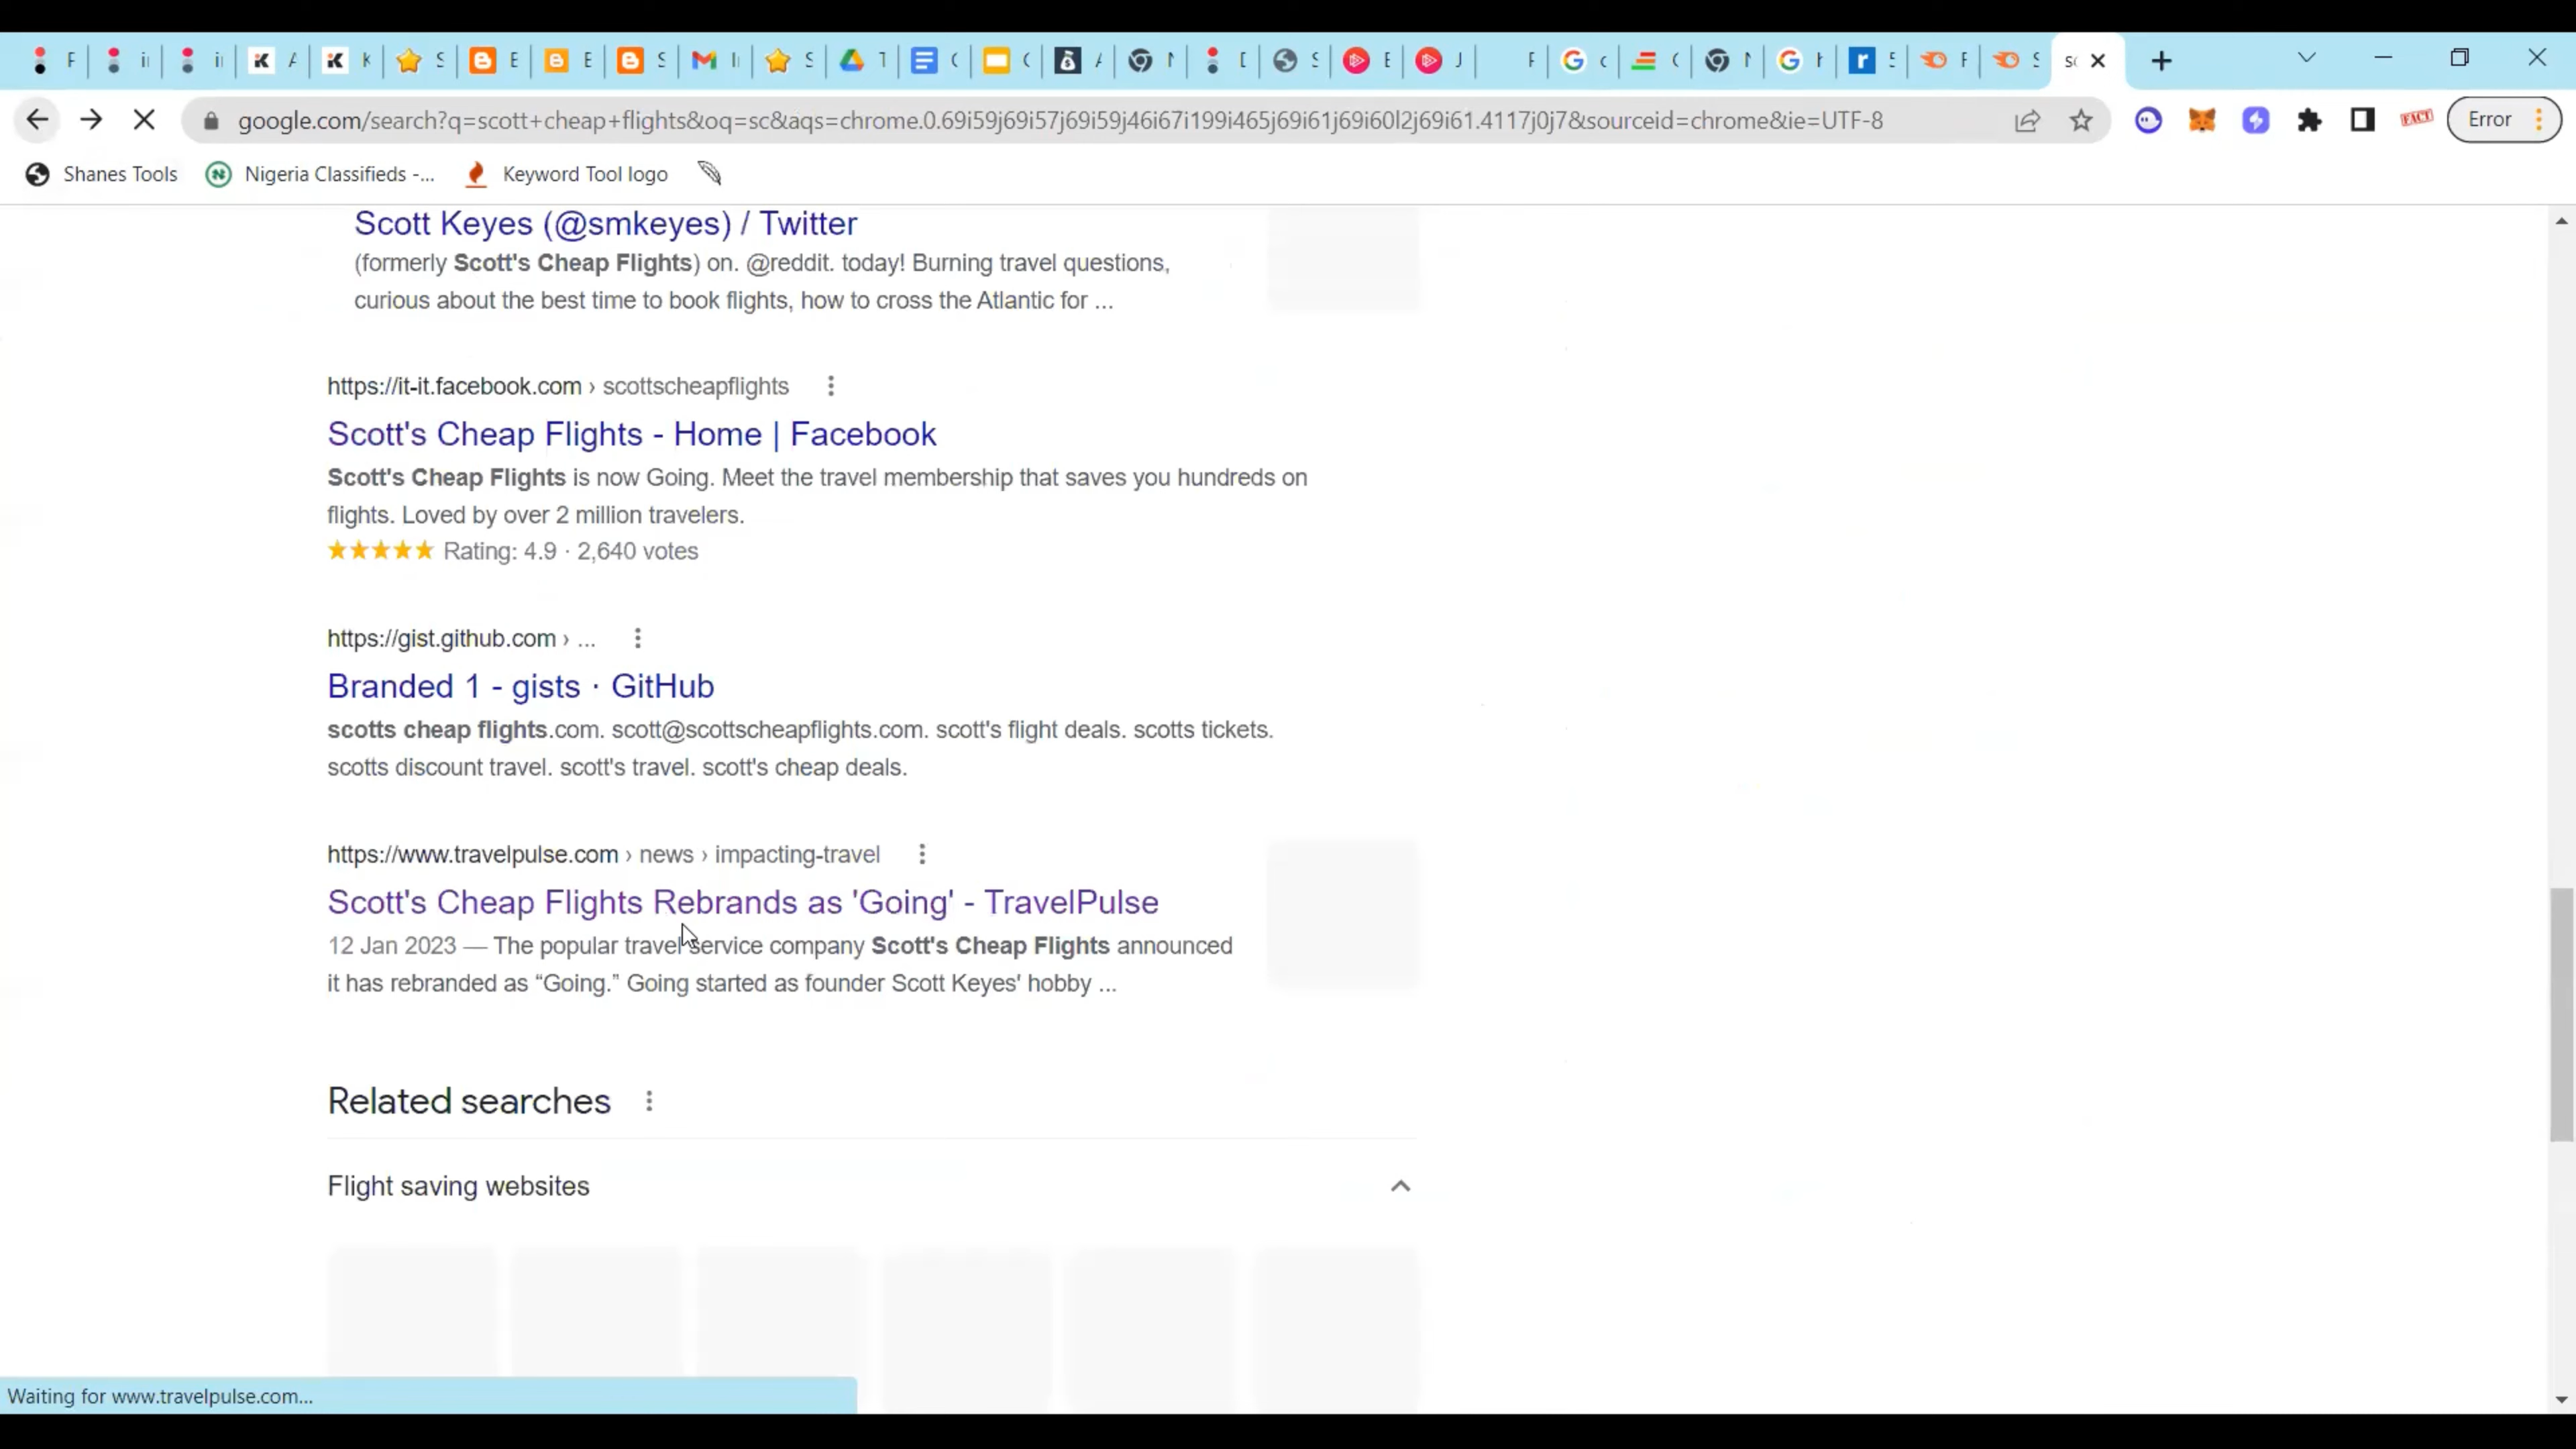 F
i
i
A
K
S
E
E
S
I
S
T
C
C
A
N
D
S
E
J
F
c
C
N
F
S
google.com/search?q=scott+cheap+flights&oq=sc&aqs=chrome.0.69i59j69i57j69i59j46i67i199i465j69i61j69i60l2j69i61.4117j0j7&sourceid=chrome&ie=UTF-8
FACT
Error
Shanes Tools
Nigeria Classifieds -...
Keyword Tool logo
Scott Keyes (@smkeyes) / Twitter
(formerly Scott's Cheap Flights) on. @reddit. today! Burning travel questions,
curious about the best time to book flights, how to cross the Atlantic for ...
https://it-it.facebook.com › scottscheapflights
Scott's Cheap Flights - Home | Facebook
Scott's Cheap Flights is now Going. Meet the travel membership that saves you hundreds on
flights. Loved by over 2 million travelers.
Rating: 4.9 · 2,640 votes
https://gist.github.com › ...
Branded 1 - gists · GitHub
scotts cheap flights.com. scott@scottscheapflights.com. scott's flight deals. scotts tickets.
scotts discount travel. scott's travel. scott's cheap deals.
https://www.travelpulse.com › news › impacting-travel
Scott's Cheap Flights Rebrands as 'Going' - TravelPulse
12 Jan 2023 — The popular travel service company Scott's Cheap Flights announced
it has rebranded as “Going.” Going started as founder Scott Keyes' hobby ...
Related searches
Flight saving websites
Waiting for www.travelpulse.com...